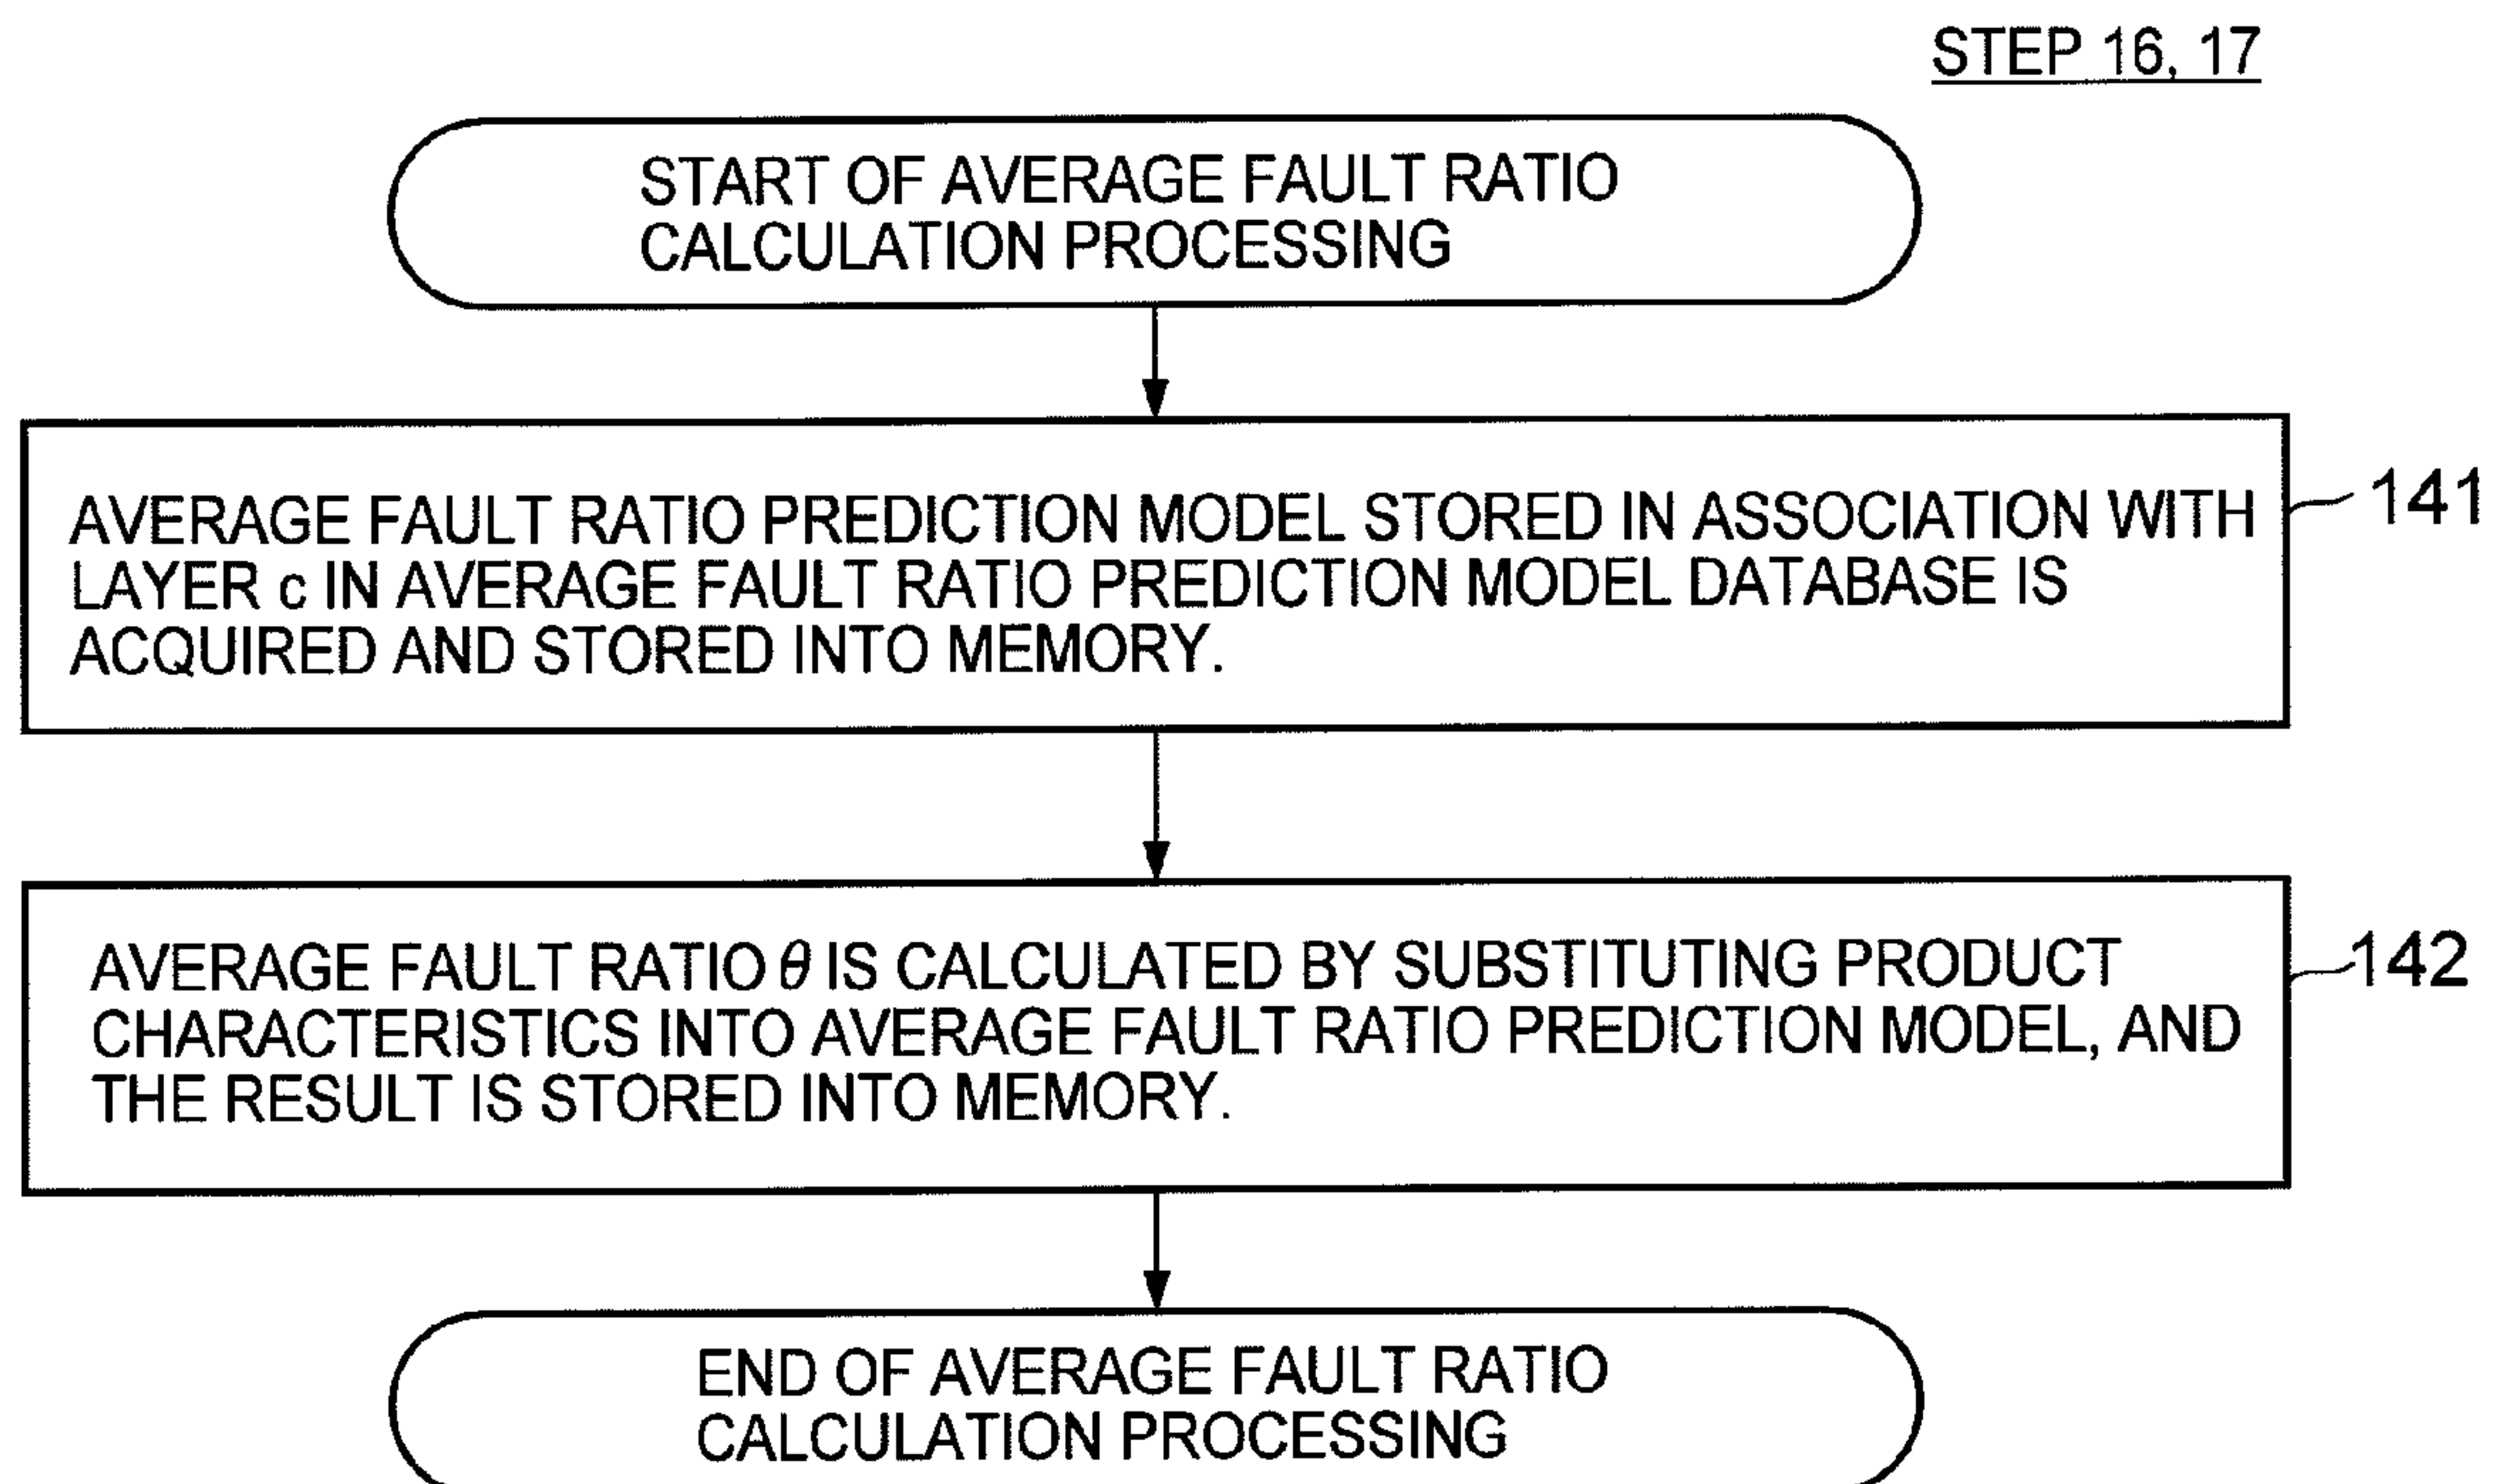 STEP 16, 17
START OF AVERAGE FAULT RATIO
CALCULATION PROCESSING
AVERAGE FAULT RATIO PREDICTION MODEL STORED IN ASSOCIATION WITH
LAYER c IN AVERAGE FAULT RATIO PREDICTION MODEL DATABASE IS
ACQUIRED AND STORED INTO MEMORY.
141
AVERAGE FAULT RATIO θ IS CALCULATED BY SUBSTITUTING PRODUCT
CHARACTERISTICS INTO AVERAGE FAULT RATIO PREDICTION MODEL, AND
THE RESULT IS STORED INTO MEMORY.
142
END OF AVERAGE FAULT RATIO
CALCULATION PROCESSING